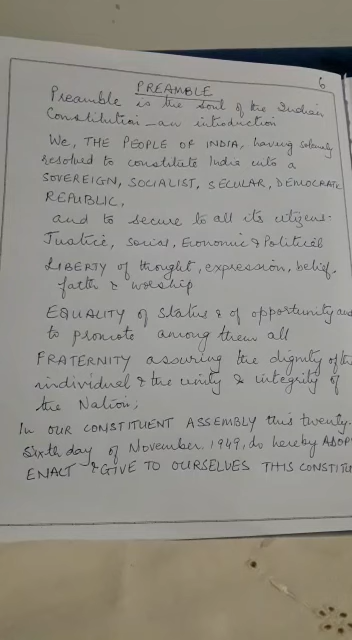 6
PREAMBLE
Preamble is the soul of the Indian
Constitution - an introduction
We, THE PEOPLE OF INDIA, having solemnly
resolved to constitute India into a
SOVEREIGN, SOCIALIST, SECULAR, DEMOCRATI
REPUBLIC,
and to secure to all its citizens.
Justice, social, Economic & Political
LIBERTY of thought, expression, belief,
faith & worship
EQUALITY of status & of opportunity and
to promote among them all
FRATERNITY assuring the dignity of the
individual & the unity & integrity of
the Nation;
In OUR CONSTITUENT ASSEMBLY this twenty-
sixth day of November 1949, do hereby ADOP
ENACT & GIVE TO OURSELVES THIS CONSTITU